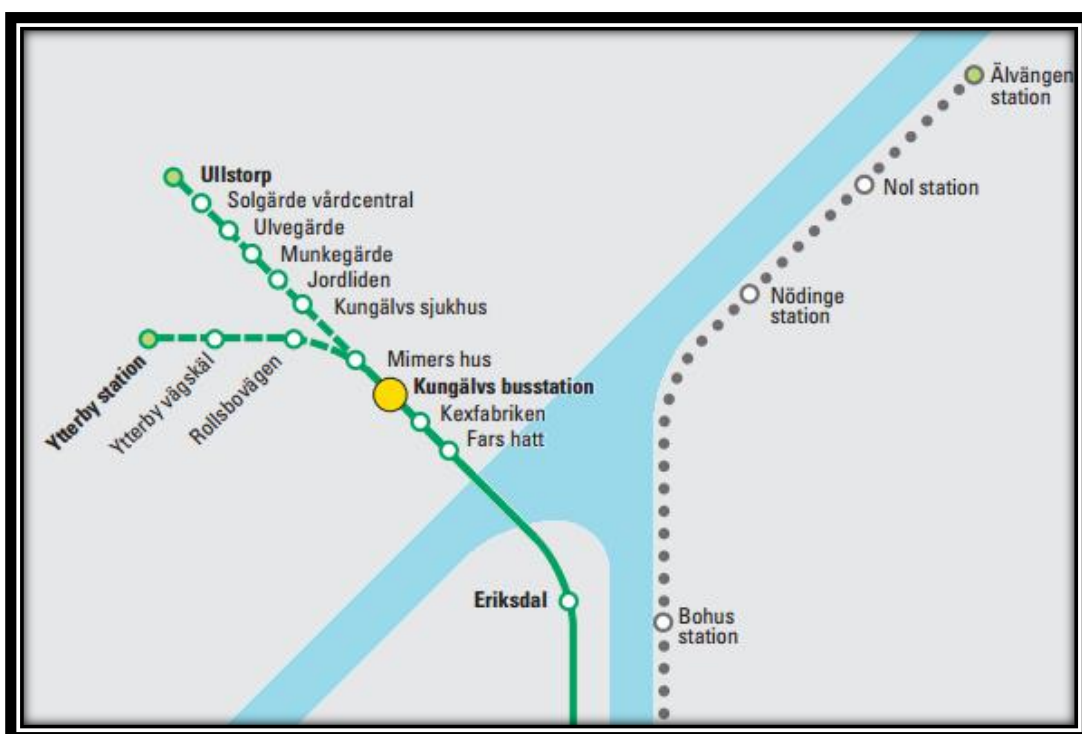 Älvängen
station
Nol station
Ullstorp
Solgärde vårdcentral
Ulvegärde
Munkegärde
Jordliden
Kungälvs sjukhus
Nödinge
station
Ytterby station
Ytterby vägskäl
Rollsbovägen
Mimers hus
Kungälvs busstation
Kexfabriken
Fars hatt
Eriksdal
Bohus
station